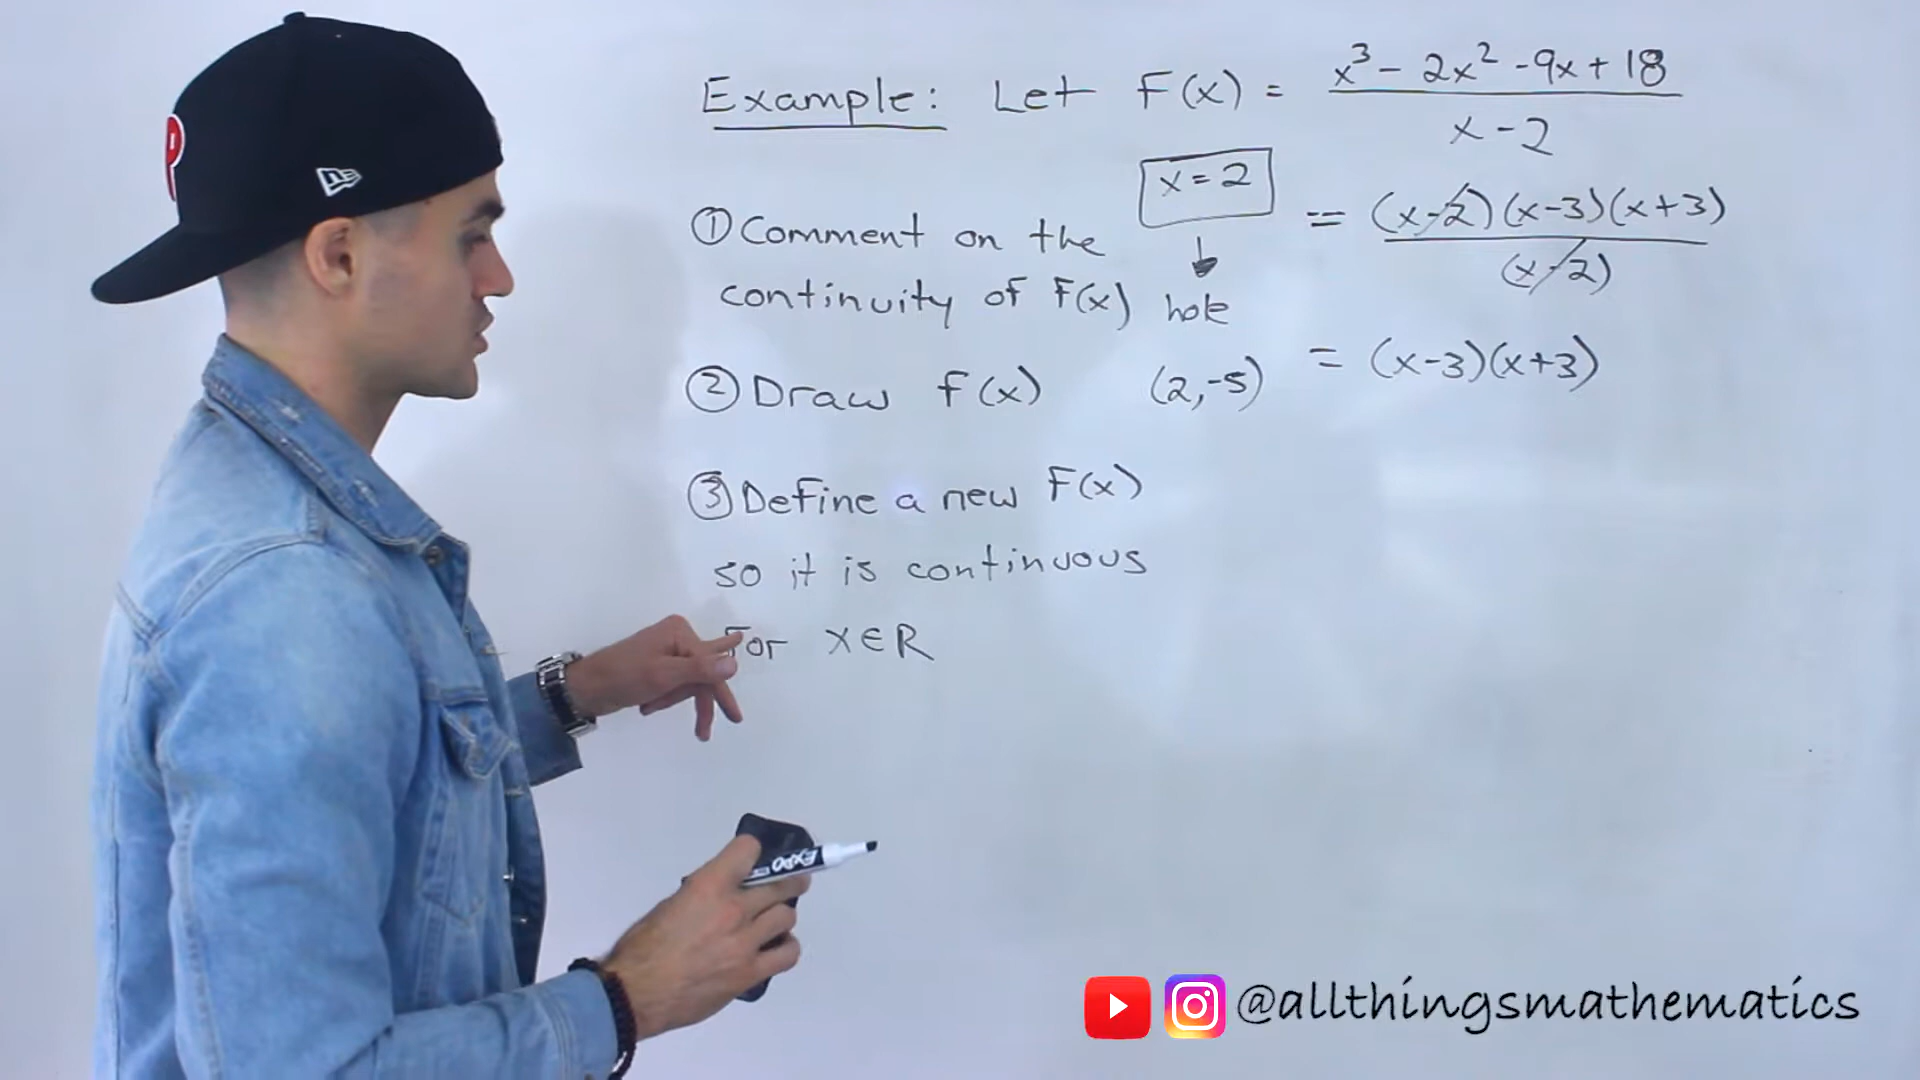 Example: Let F(x) = x³ - 2x² - 9x + 18
x - 2
x = 2
= (x-2)(x-3)(x+3)
(x-2)
① Comment on the
continuity of F(x)
hole
② Draw F(x)
(2,-5)
= (x-3)(x+3)
③ Define a new F(x)
so it is continuous
For x∈R
EXPO
@allthingsmathematics